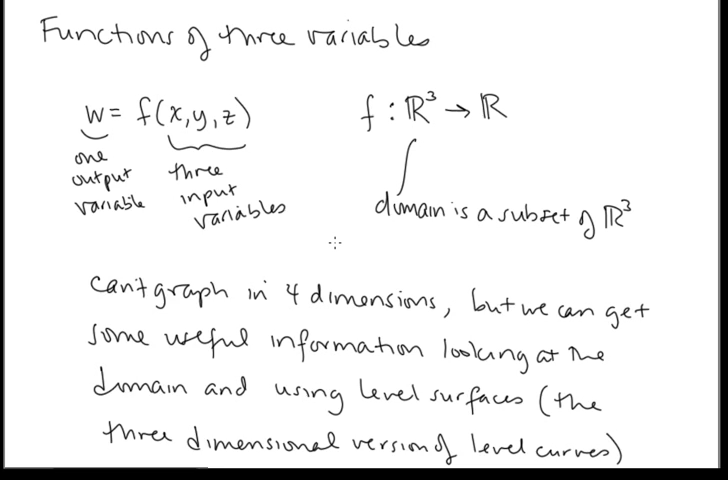 Functions of three variables
w = f(x,y,z) f : ℝ³ → ℝ
one three
output input
variable variables
domain is a subset of ℝ³
can't graph in 4 dimensions, but we can get
some useful information looking at the
domain and using level surfaces (the
three dimensional version of level curves)